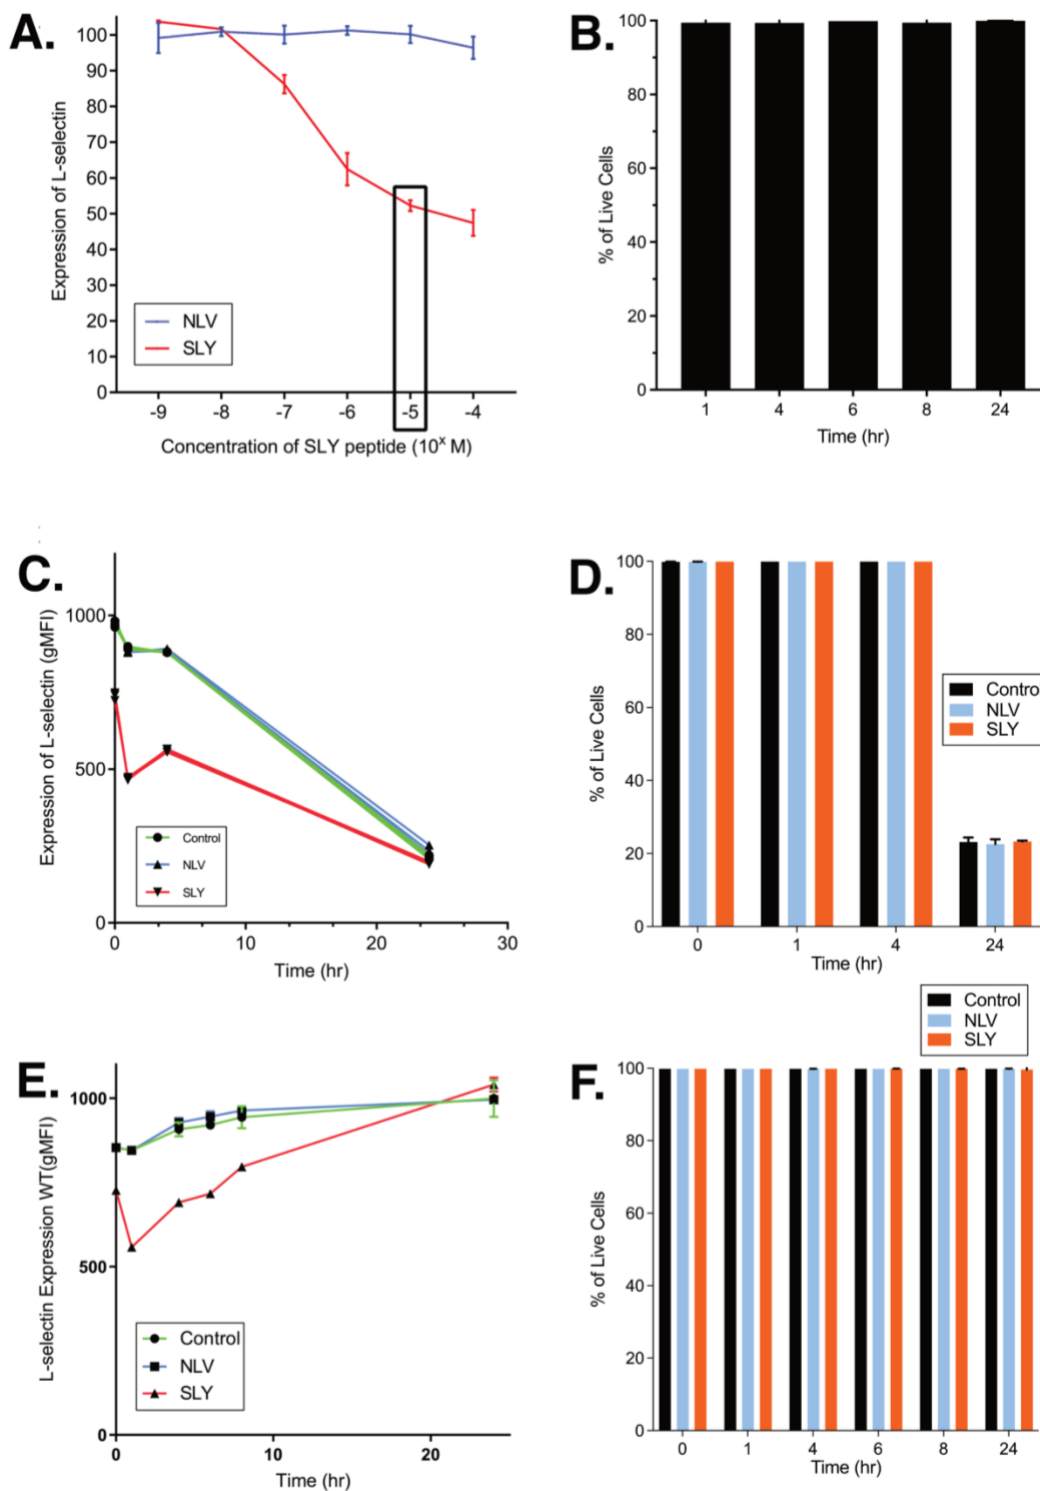 A.
Expression of L-selectin
100
90
80
70
60
50
40
30
20
10
0
NLV
SLY
-9 -8 -7 -6 -5 -4
Concentration of SLY peptide (10^x M)
B.
% of Live Cells
100
80
60
40
20
0
1 4 6 8 24
Time (hr)
C.
Expression of L-selectin (gMFI)
1000
500
0
Control
NLV
SLY
0 10 20 30
Time (hr)
D.
% of Live Cells
100
80
60
40
20
0
Control
NLV
SLY
0 1 4 24
Time (hr)
E.
L-selectin Expression WT(gMFI)
1000
500
0
Control
NLV
SLY
0 10 20
Time (hr)
Control
NLV
SLY
F.
% of Live Cells
100
80
60
40
20
0
0 1 4 6 8 24
Time (hr)